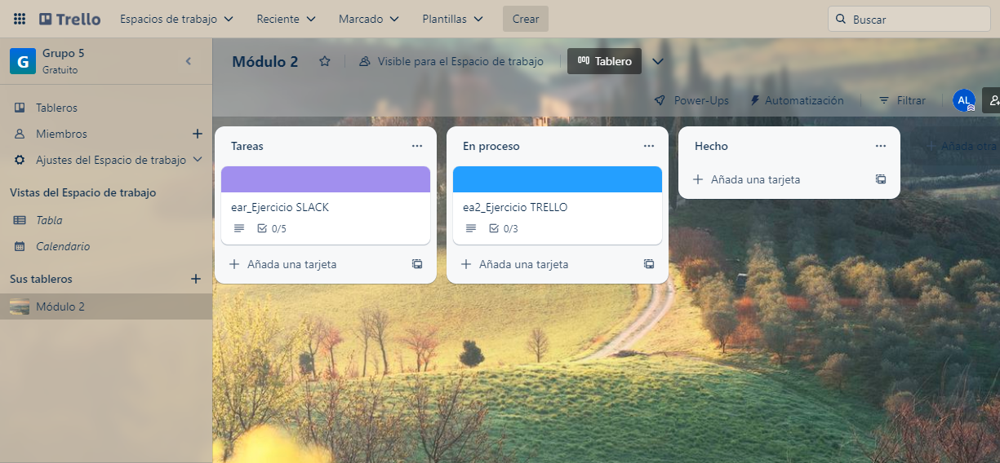 Trello Espacios de trabajo Reciente Marcado Plantillas Crear Buscar
G Grupo 5
Gratuito
Tableros
Miembros
Ajustes del Espacio de trabajo
Vistas del Espacio de trabajo
Tabla
Calendario
Sus tableros
Módulo 2
Módulo 2 Visible para el Espacio de trabajo Tablero
Power-Ups Automatización Filtrar AL
Tareas
ear_Ejercicio SLACK
0/5
Añada una tarjeta
En proceso
ea2_Ejercicio TRELLO
0/3
Añada una tarjeta
Hecho
Añada una tarjeta
Añada otra